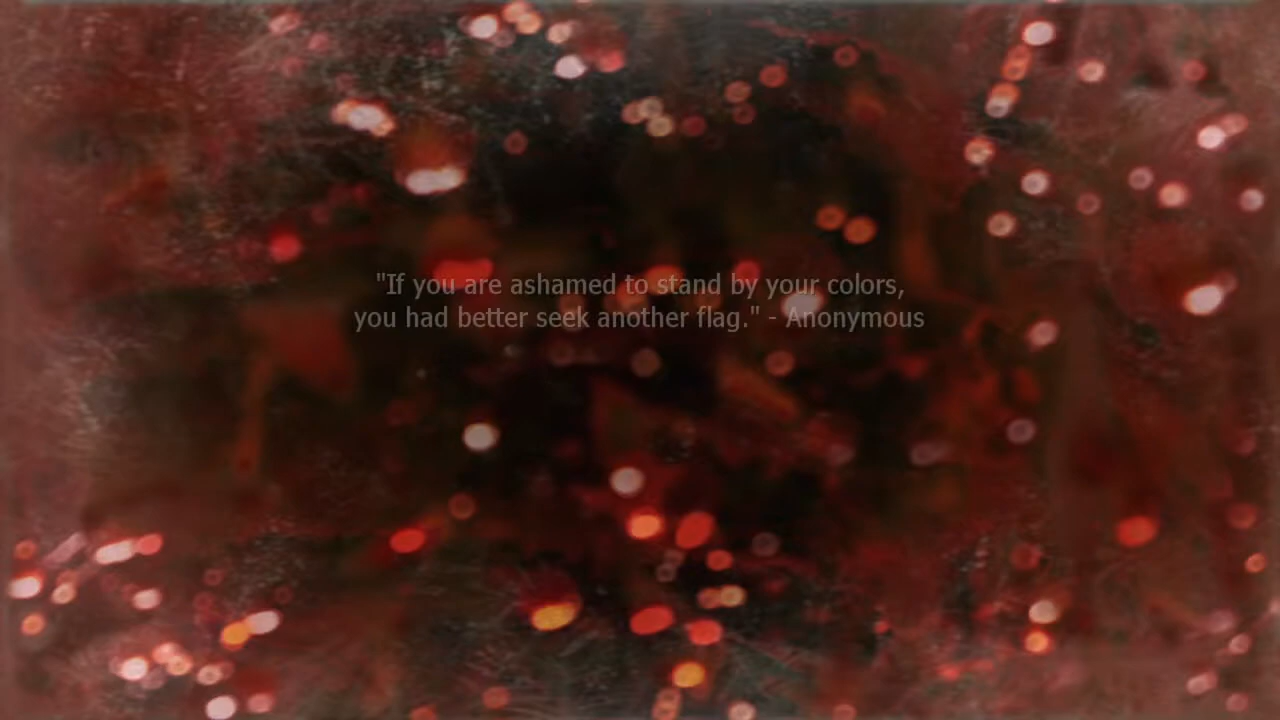 "If you are ashamed to stand by your colors,
you had better seek another flag." - Anonymous